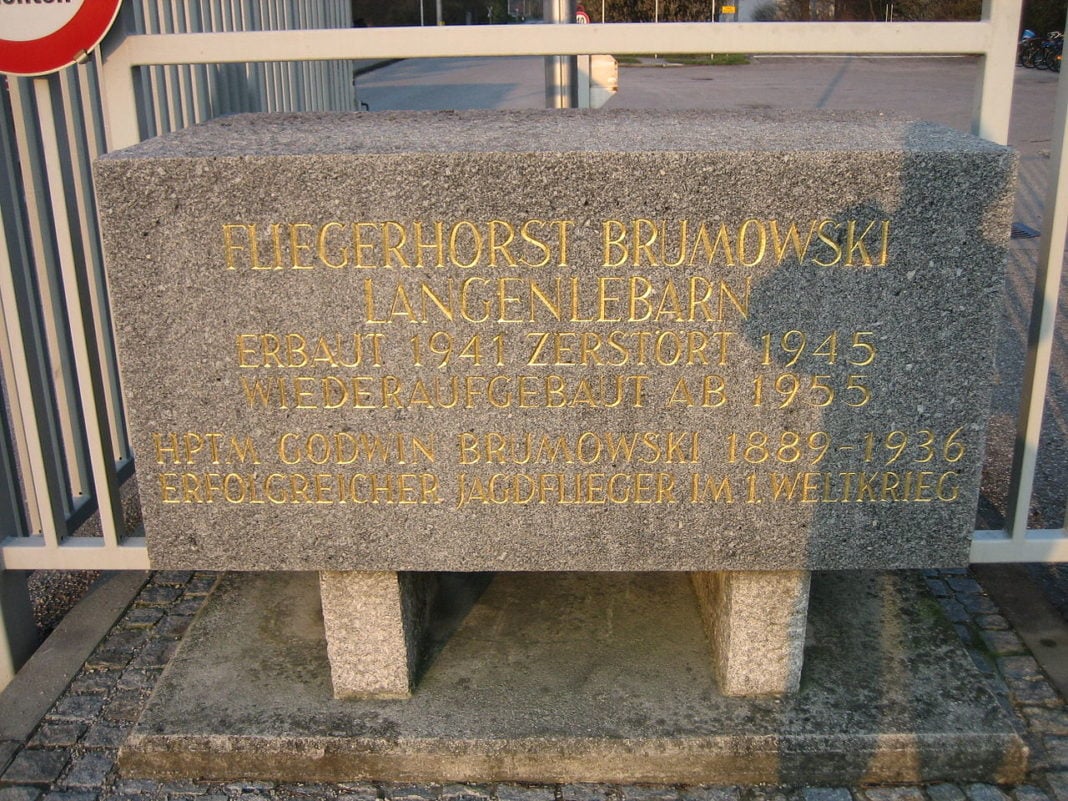 FLIEGERHORST BRUMOWSKI
LANGENLEBARN
ERBAUT 1941 ZERSTÖRT 1945
WIEDERAUFGEBAUT AB 1955
HPTM. GODWIN BRUMOWSKI 1889-1936
ERFOLGREICHER JAGDFLIEGER IM 1. WELTKRIEG